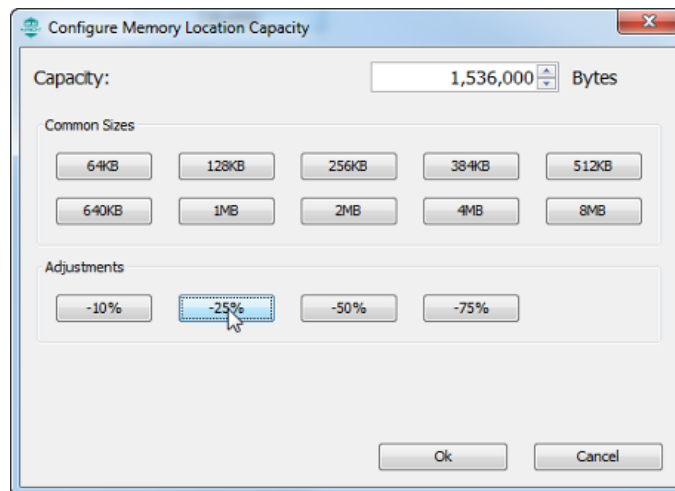 Configure Memory Location Capacity
Capacity: 1,536,000 Bytes
Common Sizes
64KB 128KB 256KB 384KB 512KB
640KB 1MB 2MB 4MB 8MB
Adjustments
-10% -25% -50% -75%
Ok Cancel